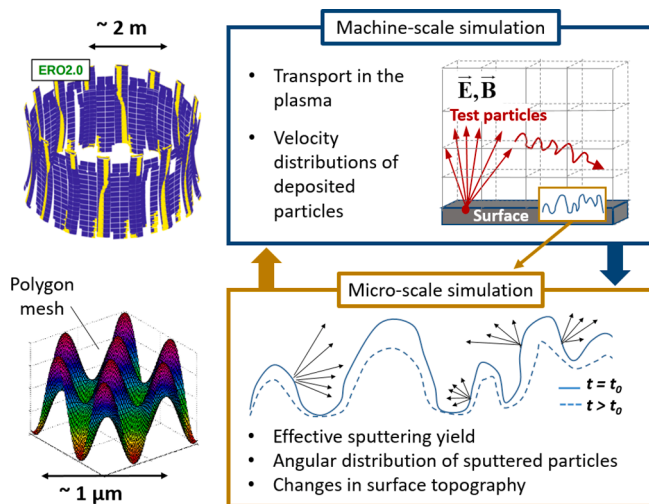 ~ 2 m
ERO2.0
Machine-scale simulation
• Transport in the
plasma
• Velocity
distributions of
deposited
particles
E, B
Test particles
Surface
Polygon
mesh
~ 1 μm
Micro-scale simulation
t = t0
t > t0
• Effective sputtering yield
• Angular distribution of sputtered particles
• Changes in surface topography